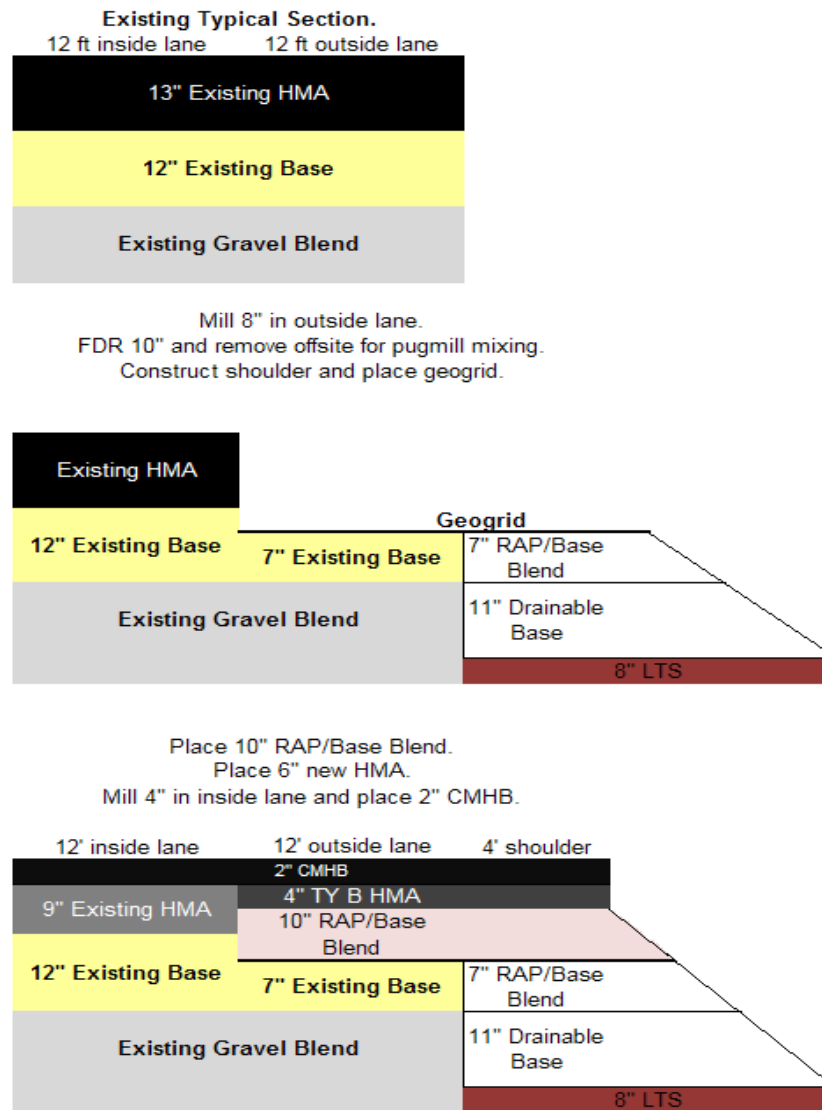 Existing Typical Section.
12 ft inside lane 12 ft outside lane
13" Existing HMA
12" Existing Base
Existing Gravel Blend
Mill 8" in outside lane.
FDR 10" and remove offsite for pugmill mixing.
Construct shoulder and place geogrid.
Existing HMA
Geogrid
12" Existing Base
7" Existing Base
7" RAP/Base
Blend
Existing Gravel Blend
11" Drainable
Base
8" LTS
Place 10" RAP/Base Blend.
Place 6" new HMA.
Mill 4" in inside lane and place 2" CMHB.
12' inside lane 12' outside lane 4' shoulder
2" CMHB
9" Existing HMA
4" TY B HMA
10" RAP/Base
Blend
12" Existing Base
7" Existing Base
7" RAP/Base
Blend
Existing Gravel Blend
11" Drainable
Base
8" LTS